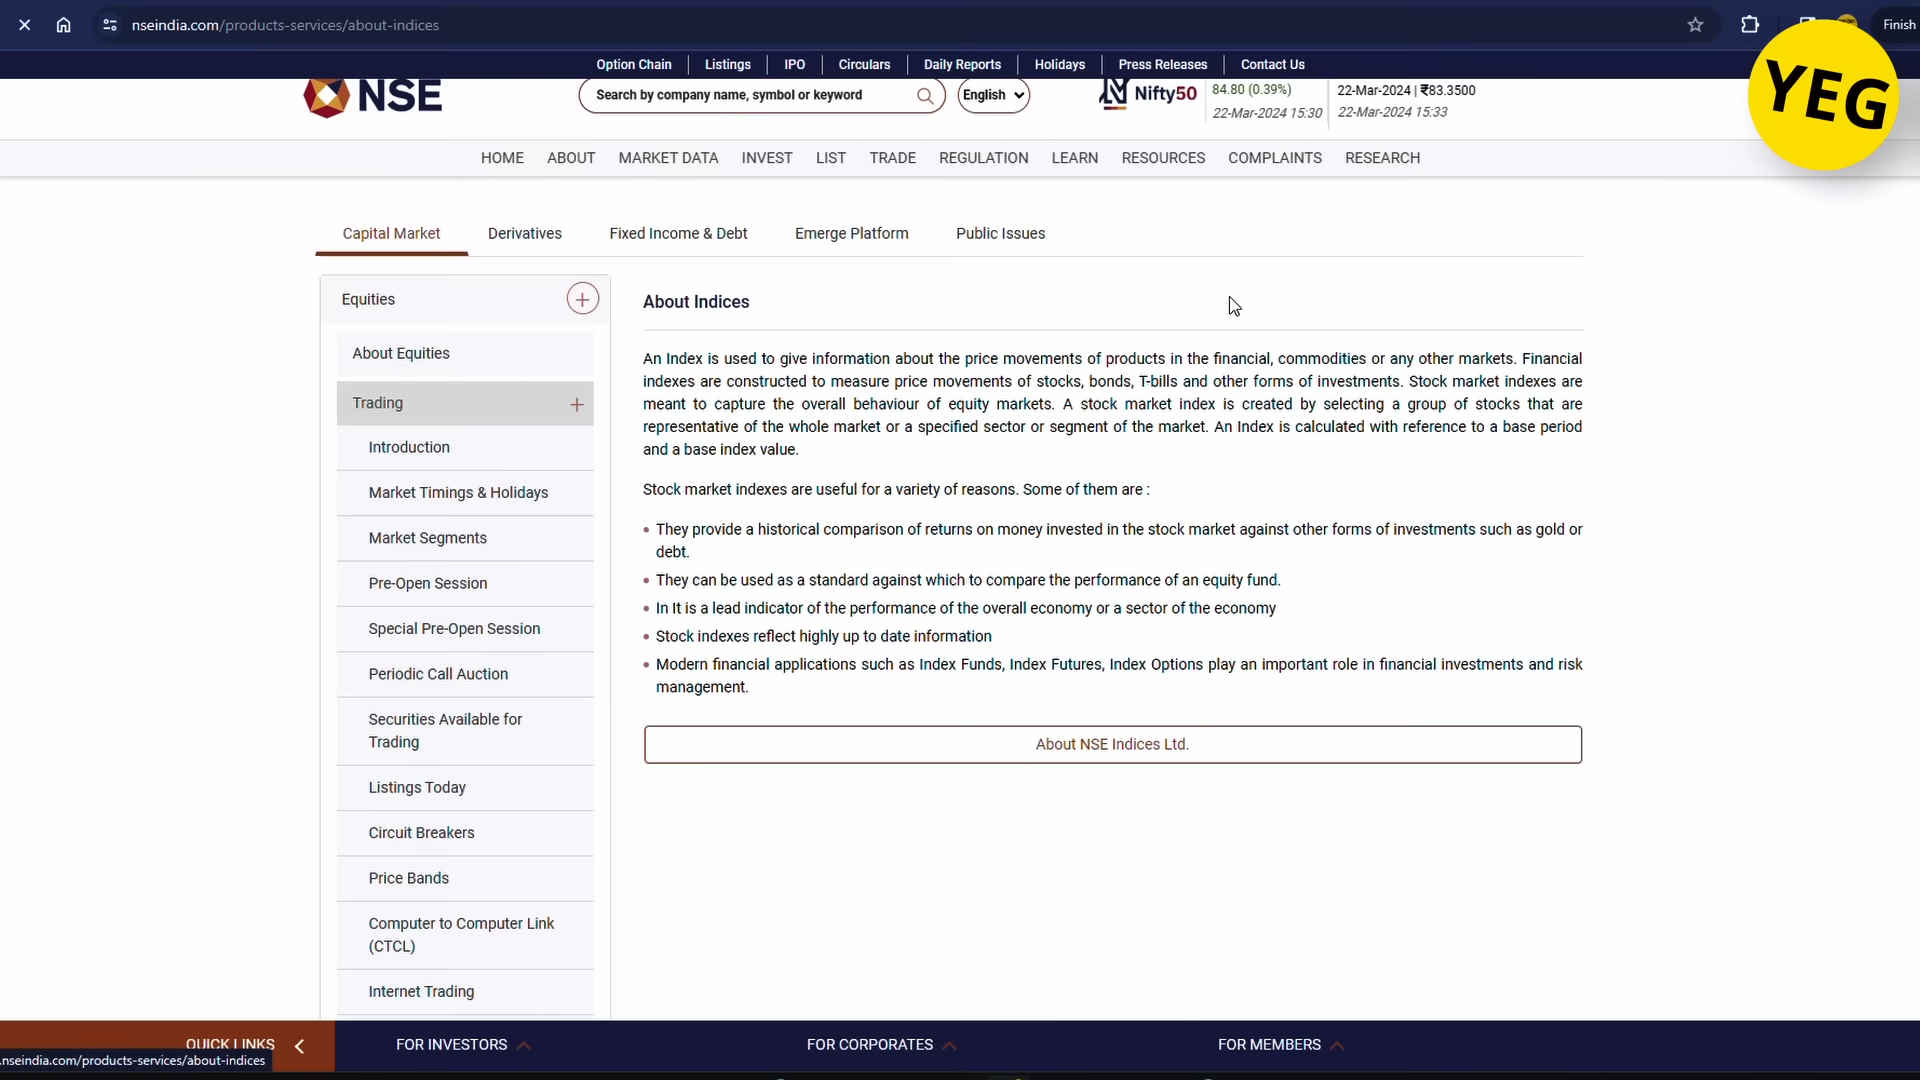 nseindia.com/products-services/about-indices
Finish
YEG
Option Chain
Listings
IPO
Circulars
Daily Reports
Holidays
Press Releases
Contact Us
NSE
Search by company name, symbol or keyword
English
Nifty50
84.80 (0.39%)
22-Mar-2024 15:30
22-Mar-2024 | ₹83.3500
22-Mar-2024 15:33
HOME
ABOUT
MARKET DATA
INVEST
LIST
TRADE
REGULATION
LEARN
RESOURCES
COMPLAINTS
RESEARCH
Capital Market
Derivatives
Fixed Income & Debt
Emerge Platform
Public Issues
Equities
About Equities
Trading
Introduction
Market Timings & Holidays
Market Segments
Pre-Open Session
Special Pre-Open Session
Periodic Call Auction
Securities Available for
Trading
Listings Today
Circuit Breakers
Price Bands
Computer to Computer Link
(CTCL)
Internet Trading
About Indices
An Index is used to give information about the price movements of products in the financial, commodities or any other markets. Financial
indexes are constructed to measure price movements of stocks, bonds, T-bills and other forms of investments. Stock market indexes are
meant to capture the overall behaviour of equity markets. A stock market index is created by selecting a group of stocks that are
representative of the whole market or a specified sector or segment of the market. An Index is calculated with reference to a base period
and a base index value.
Stock market indexes are useful for a variety of reasons. Some of them are :
• They provide a historical comparison of returns on money invested in the stock market against other forms of investments such as gold or
debt.
• They can be used as a standard against which to compare the performance of an equity fund.
• In It is a lead indicator of the performance of the overall economy or a sector of the economy
• Stock indexes reflect highly up to date information
• Modern financial applications such as Index Funds, Index Futures, Index Options play an important role in financial investments and risk
management.
About NSE Indices Ltd.
QUICK LINKS
FOR INVESTORS
FOR CORPORATES
FOR MEMBERS
.nseindia.com/products-services/about-indices